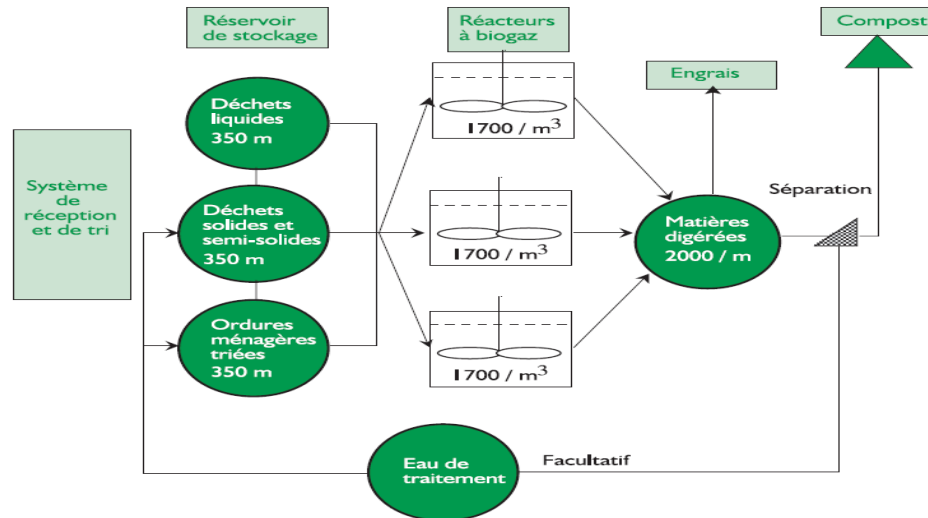 Réservoir
de stockage
Réacteurs
à biogaz
Compost
Engrais
Déchets
liquides
350 m
1700 / m³
Système
de
réception
et de tri
Déchets
solides et
semi-solides
350 m
1700 / m³
Matières
digérées
2000 / m
Séparation
Ordures
ménagères
triées
350 m
1700 / m³
Eau de
traitement
Facultatif